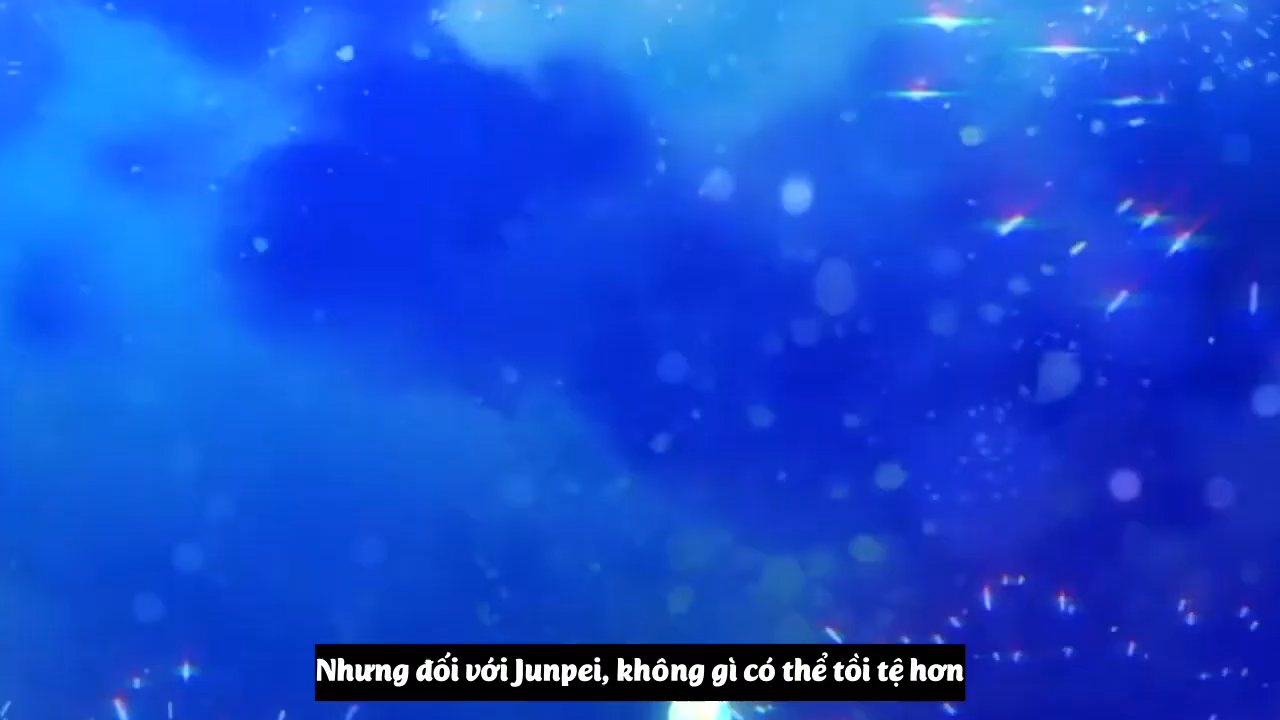 Nhưng đối với Junpei, không gì có thể tồi tệ hơn